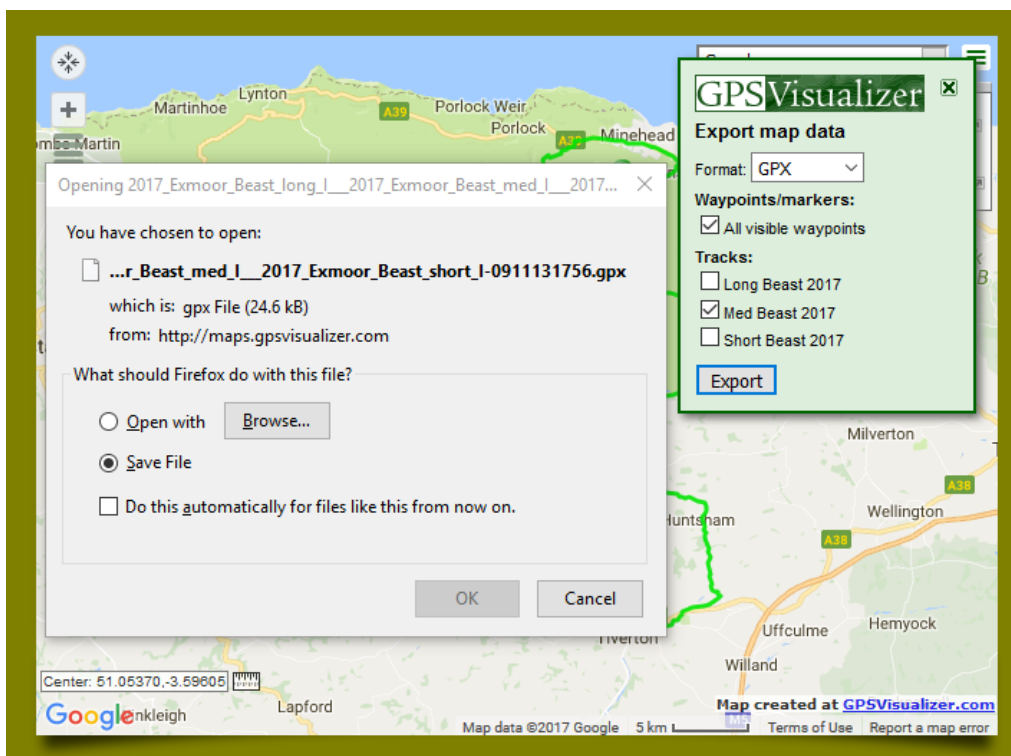 Lynton
Martinhoe
A39
Porlock Weir
Porlock
Minehead
Martin
GPSVisualizer
Export map data
Format: GPX
Waypoints/markers:
All visible waypoints
Tracks:
Long Beast 2017
Med Beast 2017
Short Beast 2017
Export
Opening 2017_Exmoor_Beast_long_l___2017_Exmoor_Beast_med_l___2017...
You have chosen to open:
...r_Beast_med_l___2017_Exmoor_Beast_short_l-0911131756.gpx
which is: gpx File (24.6 kB)
from: http://maps.gpsvisualizer.com
What should Firefox do with this file?
Open with Browse...
Save File
Do this automatically for files like this from now on.
OK Cancel
Milverton
A38
Wellington
Huntsham
A38
Tiverton
Uffculme
Hemyock
Willand
Center: 51.05370,-3.59605
Lapford
nkleigh
Google
Map created at GPSVisualizer.com
Map data ©2017 Google 5 km Terms of Use Report a map error